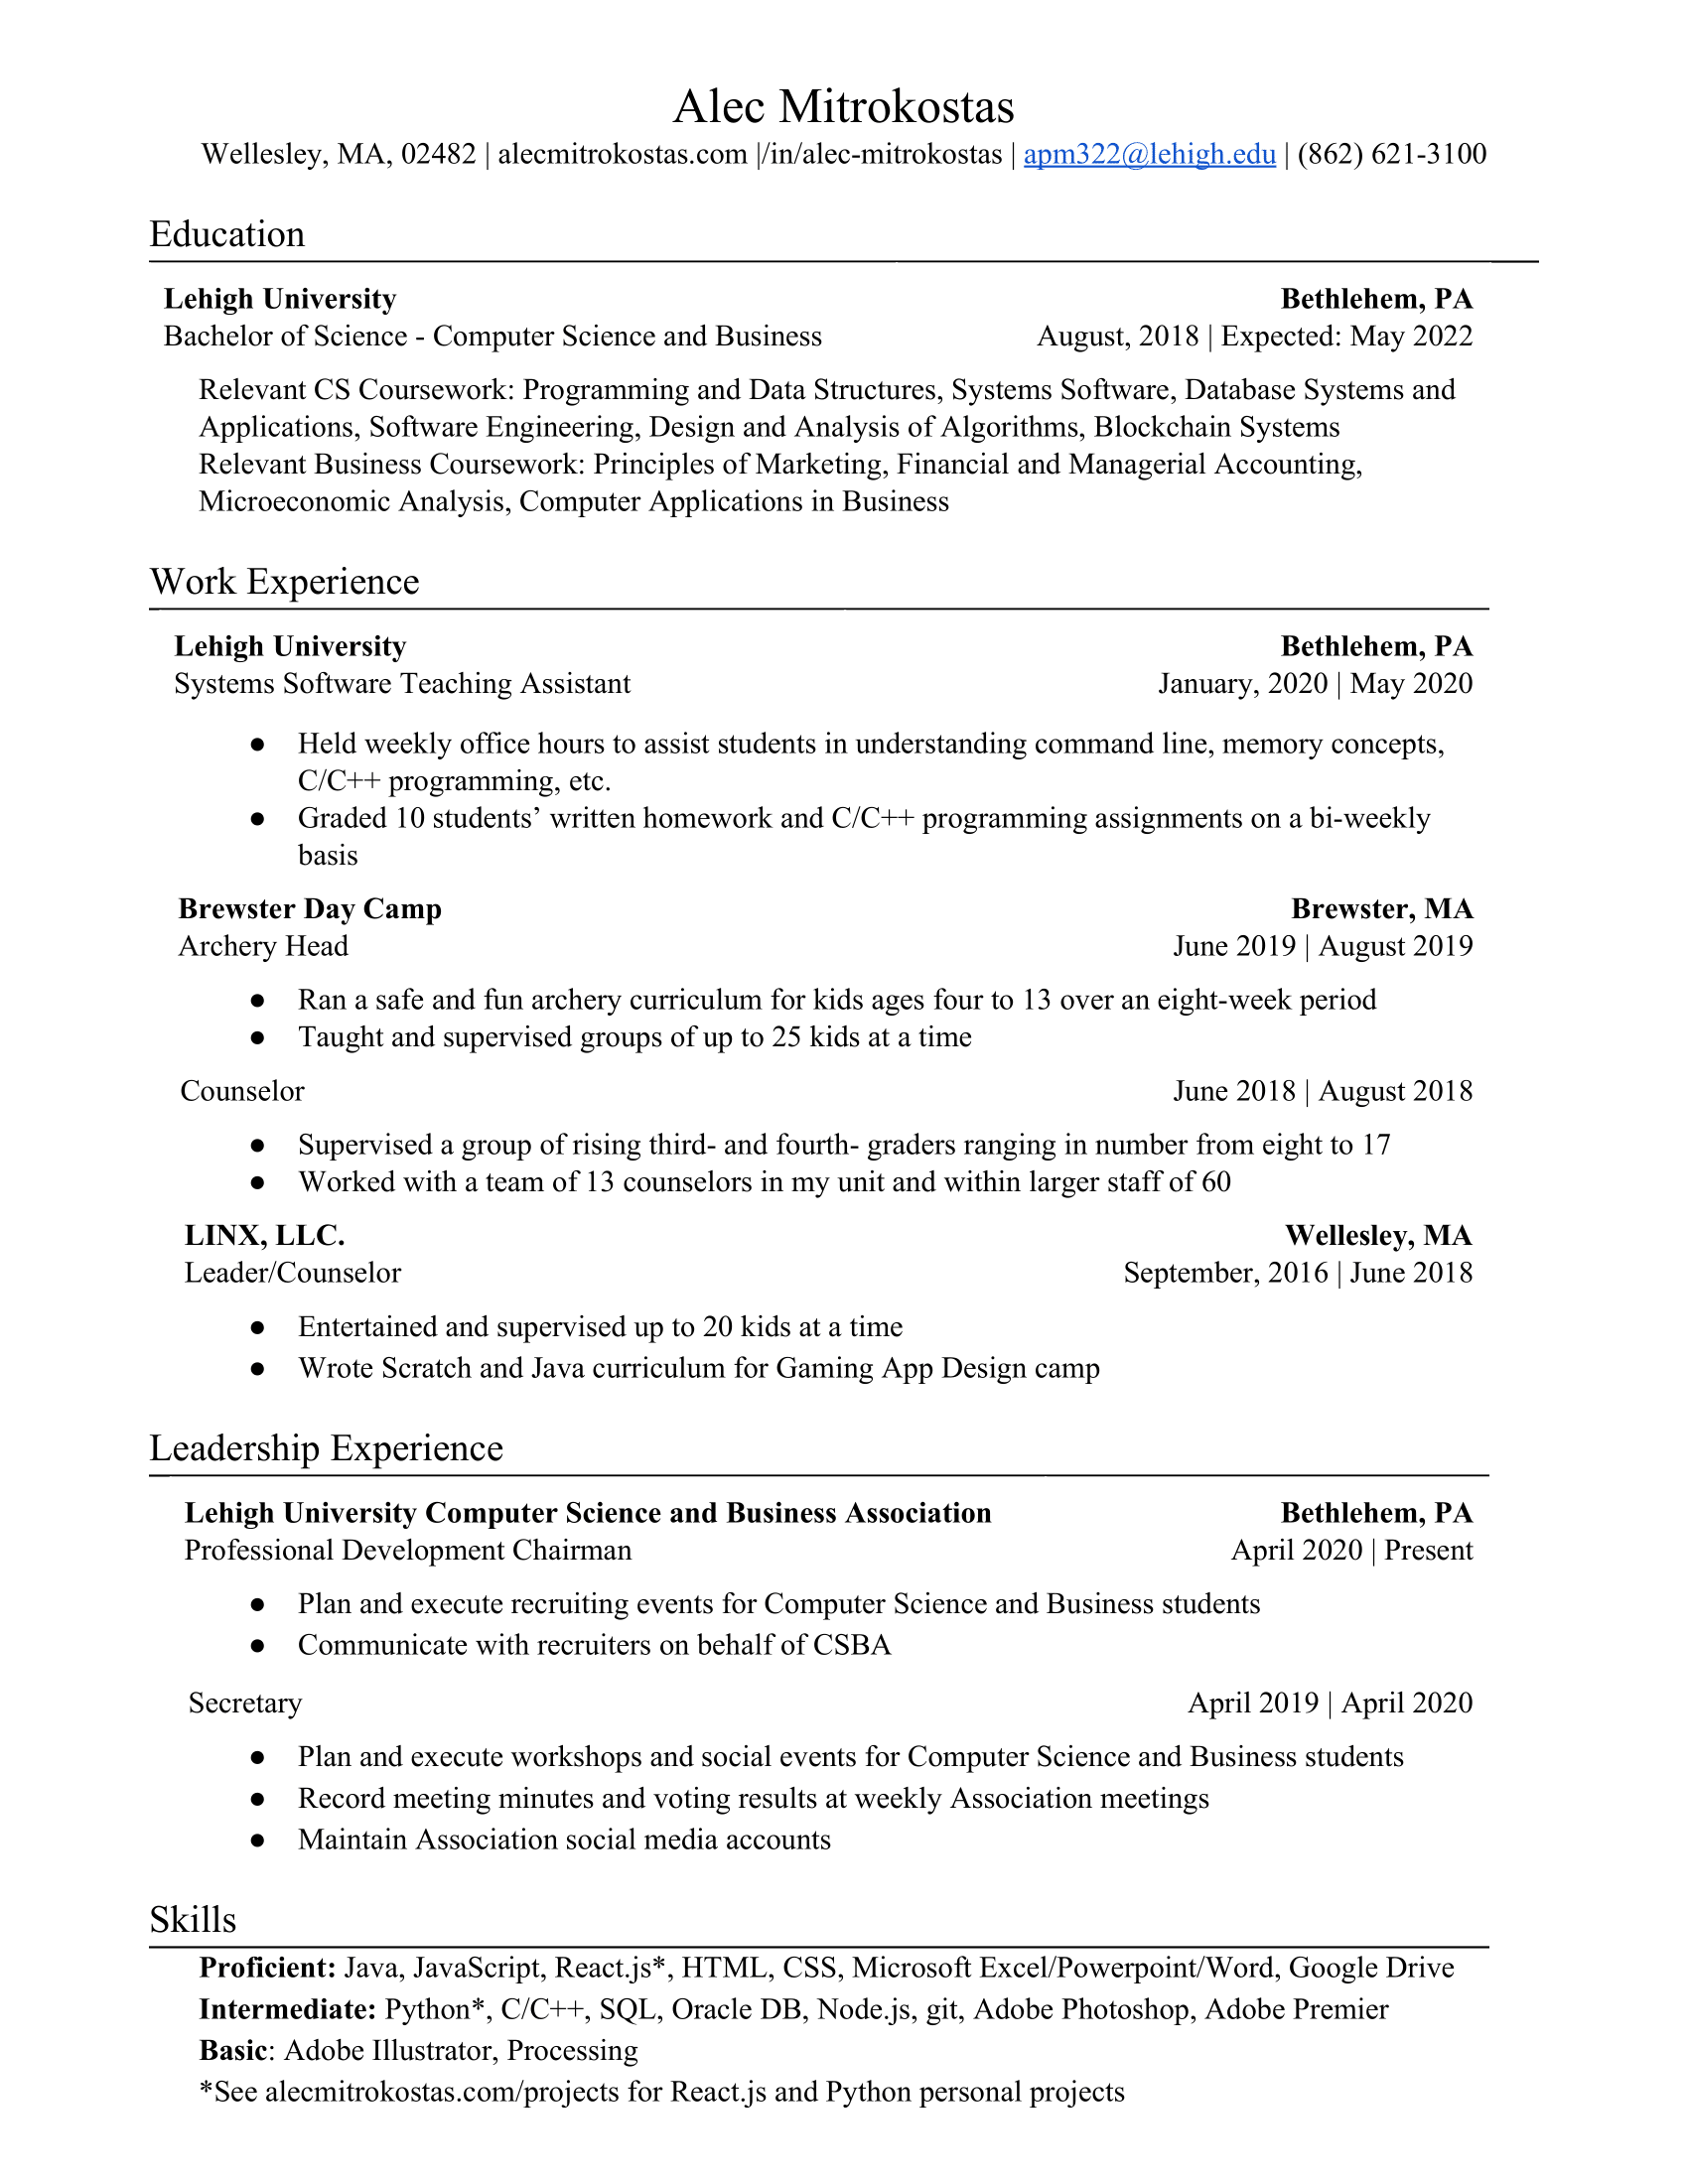 Alec Mitrokostas
Wellesley, MA, 02482 | alecmitrokostas.com |/in/alec-mitrokostas | apm322@lehigh.edu | (862) 621-3100
Education
Lehigh University Bethlehem, PA
Bachelor of Science - Computer Science and Business August, 2018 | Expected: May 2022
Relevant CS Coursework: Programming and Data Structures, Systems Software, Database Systems and
Applications, Software Engineering, Design and Analysis of Algorithms, Blockchain Systems
Relevant Business Coursework: Principles of Marketing, Financial and Managerial Accounting,
Microeconomic Analysis, Computer Applications in Business
Work Experience
Lehigh University Bethlehem, PA
Systems Software Teaching Assistant January, 2020 | May 2020
● Held weekly office hours to assist students in understanding command line, memory concepts,
C/C++ programming, etc.
● Graded 10 students’ written homework and C/C++ programming assignments on a bi-weekly
basis
Brewster Day Camp Brewster, MA
Archery Head June 2019 | August 2019
● Ran a safe and fun archery curriculum for kids ages four to 13 over an eight-week period
● Taught and supervised groups of up to 25 kids at a time
Counselor June 2018 | August 2018
● Supervised a group of rising third- and fourth- graders ranging in number from eight to 17
● Worked with a team of 13 counselors in my unit and within larger staff of 60
LINX, LLC. Wellesley, MA
Leader/Counselor September, 2016 | June 2018
● Entertained and supervised up to 20 kids at a time
● Wrote Scratch and Java curriculum for Gaming App Design camp
Leadership Experience
Lehigh University Computer Science and Business Association Bethlehem, PA
Professional Development Chairman April 2020 | Present
● Plan and execute recruiting events for Computer Science and Business students
● Communicate with recruiters on behalf of CSBA
Secretary April 2019 | April 2020
● Plan and execute workshops and social events for Computer Science and Business students
● Record meeting minutes and voting results at weekly Association meetings
● Maintain Association social media accounts
Skills
Proficient: Java, JavaScript, React.js*, HTML, CSS, Microsoft Excel/Powerpoint/Word, Google Drive
Intermediate: Python*, C/C++, SQL, Oracle DB, Node.js, git, Adobe Photoshop, Adobe Premier
Basic: Adobe Illustrator, Processing
*See alecmitrokostas.com/projects for React.js and Python personal projects